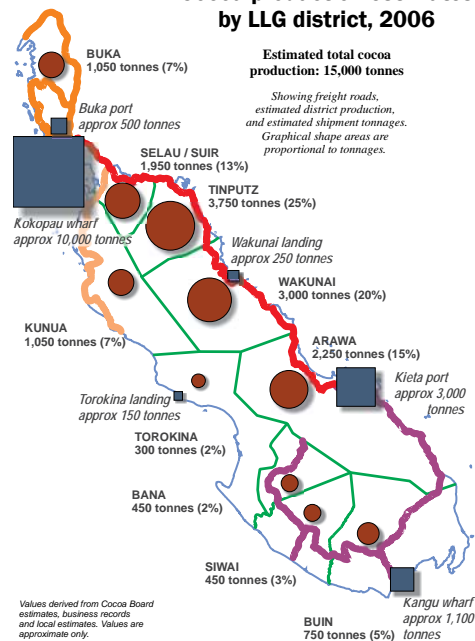 by LLG district, 2006
Estimated total cocoa
production: 15,000 tonnes
Showing freight roads,
estimated district production,
and estimated shipment tonnages.
Graphical shape areas are
proportional to tonnages.
BUKA
1,050 tonnes (7%)
Buka port
approx 500 tonnes
SELAU / SUIR
1,950 tonnes (13%)
TINPUTZ
3,750 tonnes (25%)
Kokopau wharf
approx 10,000 tonnes
Wakunai landing
approx 250 tonnes
WAKUNAI
3,000 tonnes (20%)
KUNUA
1,050 tonnes (7%)
ARAWA
2,250 tonnes (15%)
Kieta port
approx 3,000
tonnes
Torokina landing
approx 150 tonnes
TOROKINA
300 tonnes (2%)
BANA
450 tonnes (2%)
SIWAI
450 tonnes (3%)
BUIN
750 tonnes (5%)
Kangu wharf
approx 1,100
tonnes
Values derived from Cocoa Board
estimates, business records
and local estimates. Values are
approximate only.